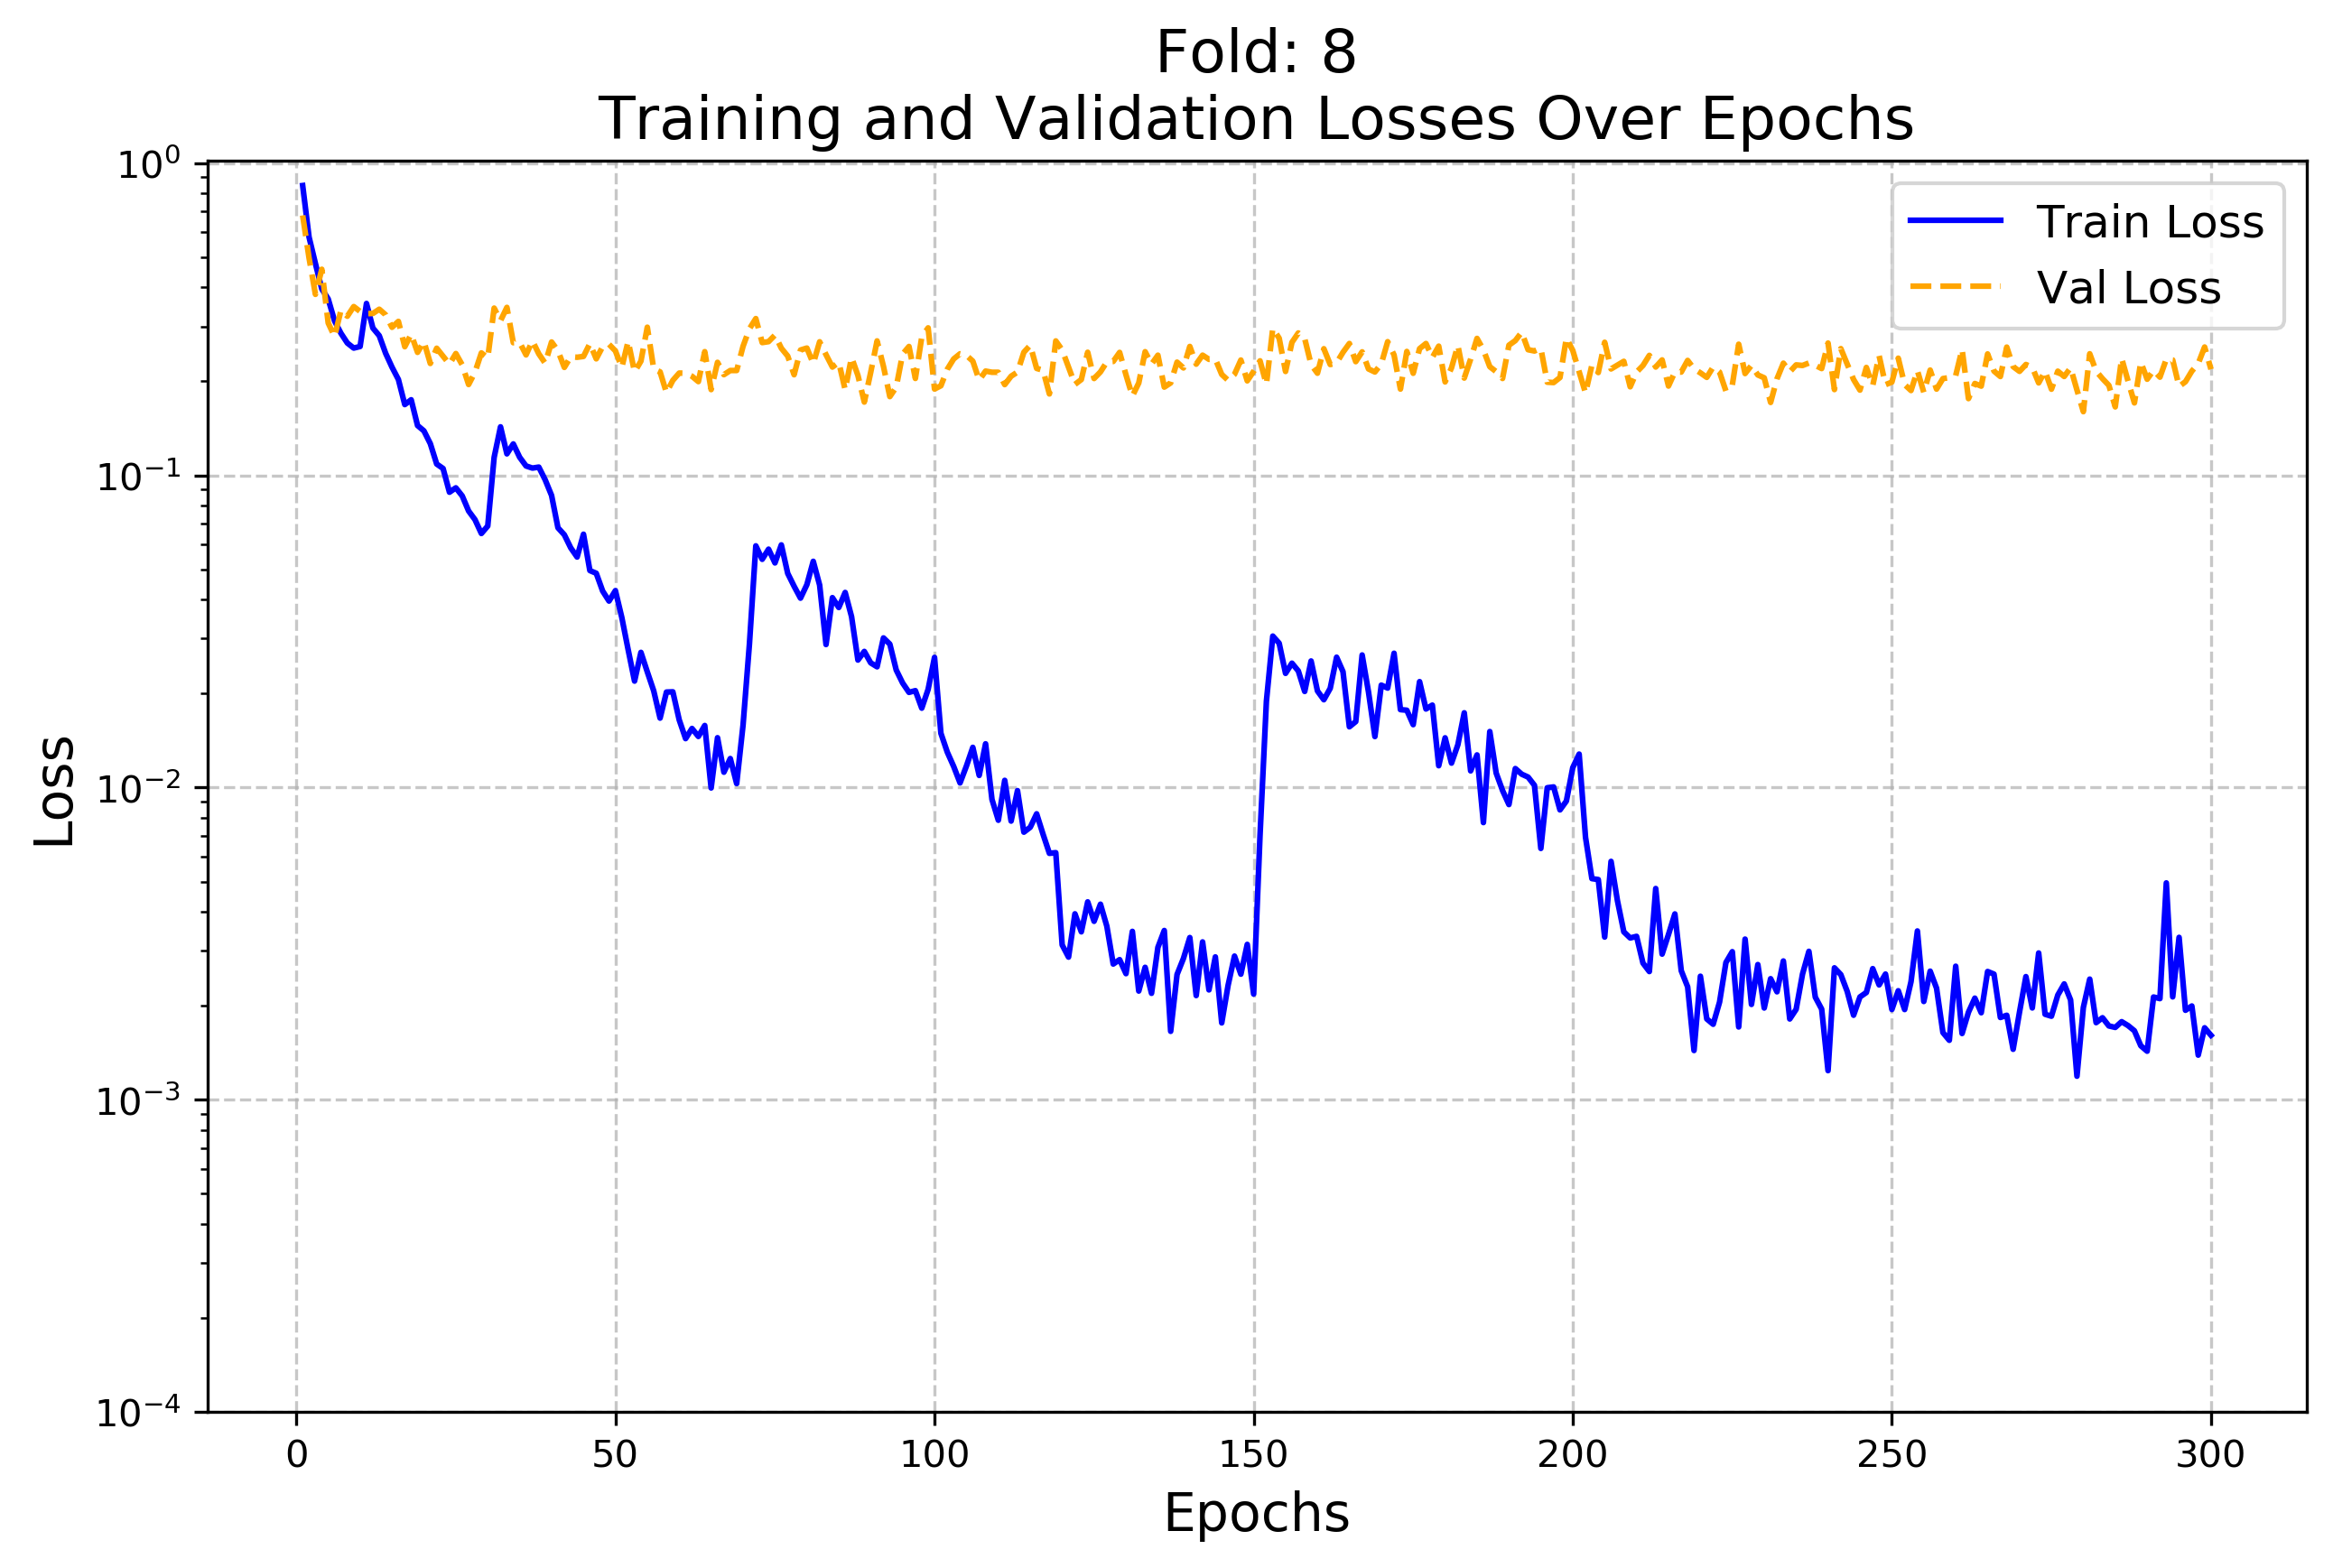 Fold: 8
Training and Validation Losses Over Epochs
Train Loss
Val Loss
Loss
10⁰
10⁻¹
10⁻²
10⁻³
10⁻⁴
0 50 100 150 200 250 300
Epochs